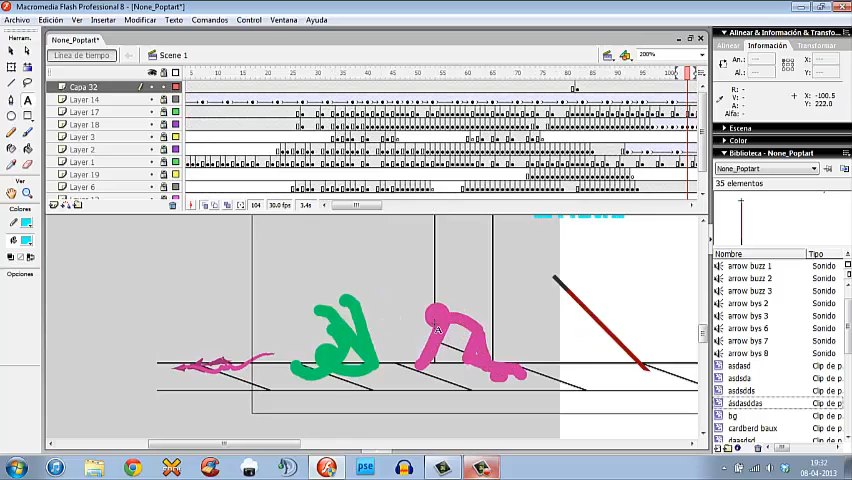 Macromedia Flash Professional 8 - [None_Poptart*]
Archivo Edición Ver Insertar Modificar Texto Comandos Control Ventana Ayuda
Herram.
None_Poptart*
Línea de tiempo
Scene 1
200%
5 10 15 20 25 30 35 40 45 50 55 60 65 70 75 80 85 90 95 100
Capa 32
Layer 14
Layer 17
Layer 18
Layer 3
Layer 2
Layer 1
Layer 19
Layer 6
104 30.0 fps 3.4s
Ver
Colores
Opciones
A
Alinear & Información & Transfor...
Alinear Información Transformar
An.: -
Al.: -
X: -
Y: -
R: -
V: -
A: -
Alfa: -
X: -100.5
Y: 222.0
Escena
Color
Biblioteca - None_Poptart
None_Poptart
35 elementos
Nombre Tipo
arrow buzz 1 Sonido
arrow buzz 2 Sonido
arrow buzz 3 Sonido
arrow bys 2 Sonido
arrow bys 3 Sonido
arrow bys 6 Sonido
arrow bys 7 Sonido
arrow bys 8 Sonido
asdasd Clip de p
asdsda Clip de p
asdsdds Clip de p
ásdasddas Clip de p
bg Clip de p
cardberd baux Clip de p
pse
19:32
08-04-2013